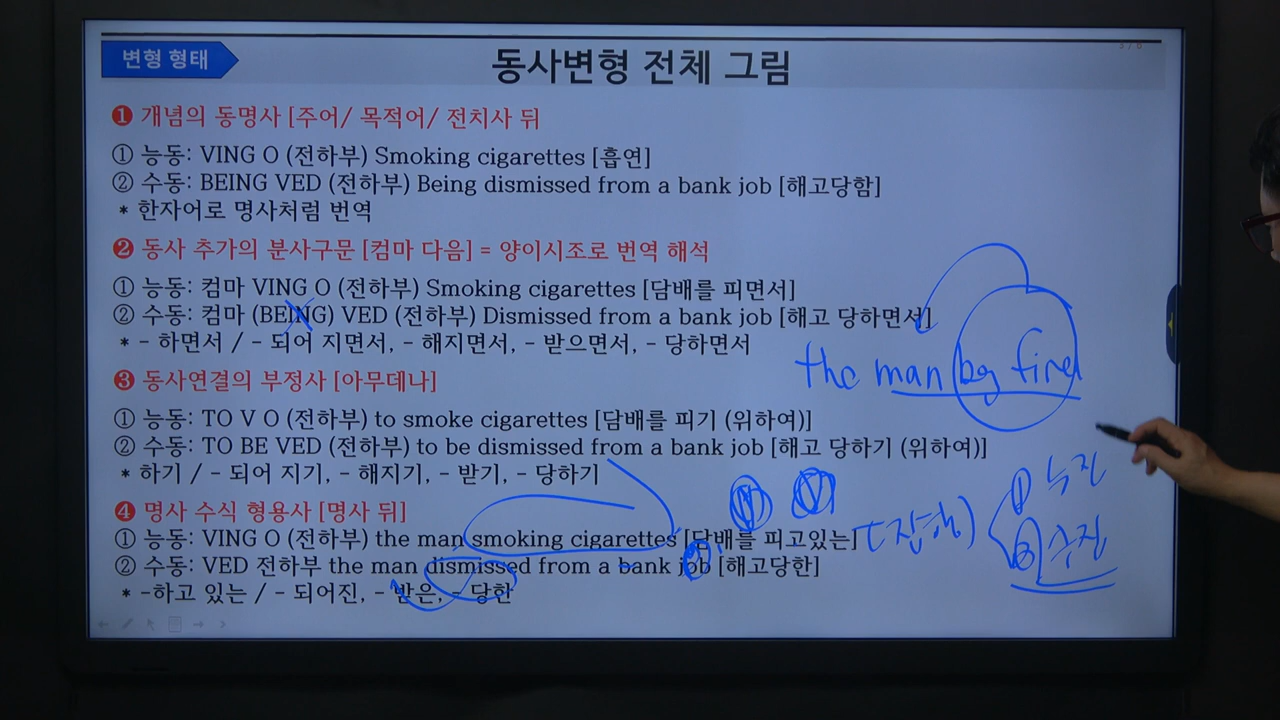 변형 형태
동사변형 전체 그림
❶ 개념의 동명사 [주어/ 목적어/ 전치사 뒤
① 능동: VING O (전하부) Smoking cigarettes [흡연]
② 수동: BEING VED (전하부) Being dismissed from a bank job [해고당함]
* 한자어로 명사처럼 번역
❷ 동사 추가의 분사구문 [컴마 다음] = 양이시조로 번역 해석
① 능동: 컴마 VING O (전하부) Smoking cigarettes [담배를 피면서]
② 수동: 컴마 (BEING) VED (전하부) Dismissed from a bank job [해고 당하면서]
* - 하면서 / - 되어 지면서, - 해지면서, - 받으면서, - 당하면서
the man
❸ 동사연결의 부정사 [아무데나]
① 능동: TO V O (전하부) to smoke cigarettes [담배를 피기 (위하여)]
② 수동: TO BE VED (전하부) to be dismissed from a bank job [해고 당하기 (위하여)]
* 하기 / - 되어 지기, - 해지기, - 받기, - 당하기
❹ 명사 수식 형용사 [명사 뒤]
① 능동: VING O (전하부) the man smoking cigarettes [담배를 피고있는]
② 수동: VED 전하부 the man dismissed from a bank job [해고당한]
* -하고 있는 / - 되어진, - 받은, - 당한
① 능진
② 수진